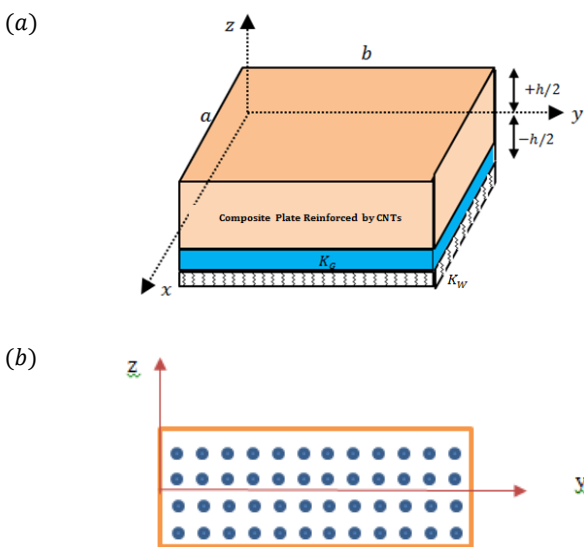 (a)
z
b
+h/2
a
y
−h/2
Composite Plate Reinforced by CNTs
K_G
K_W
x
(b)
z
y